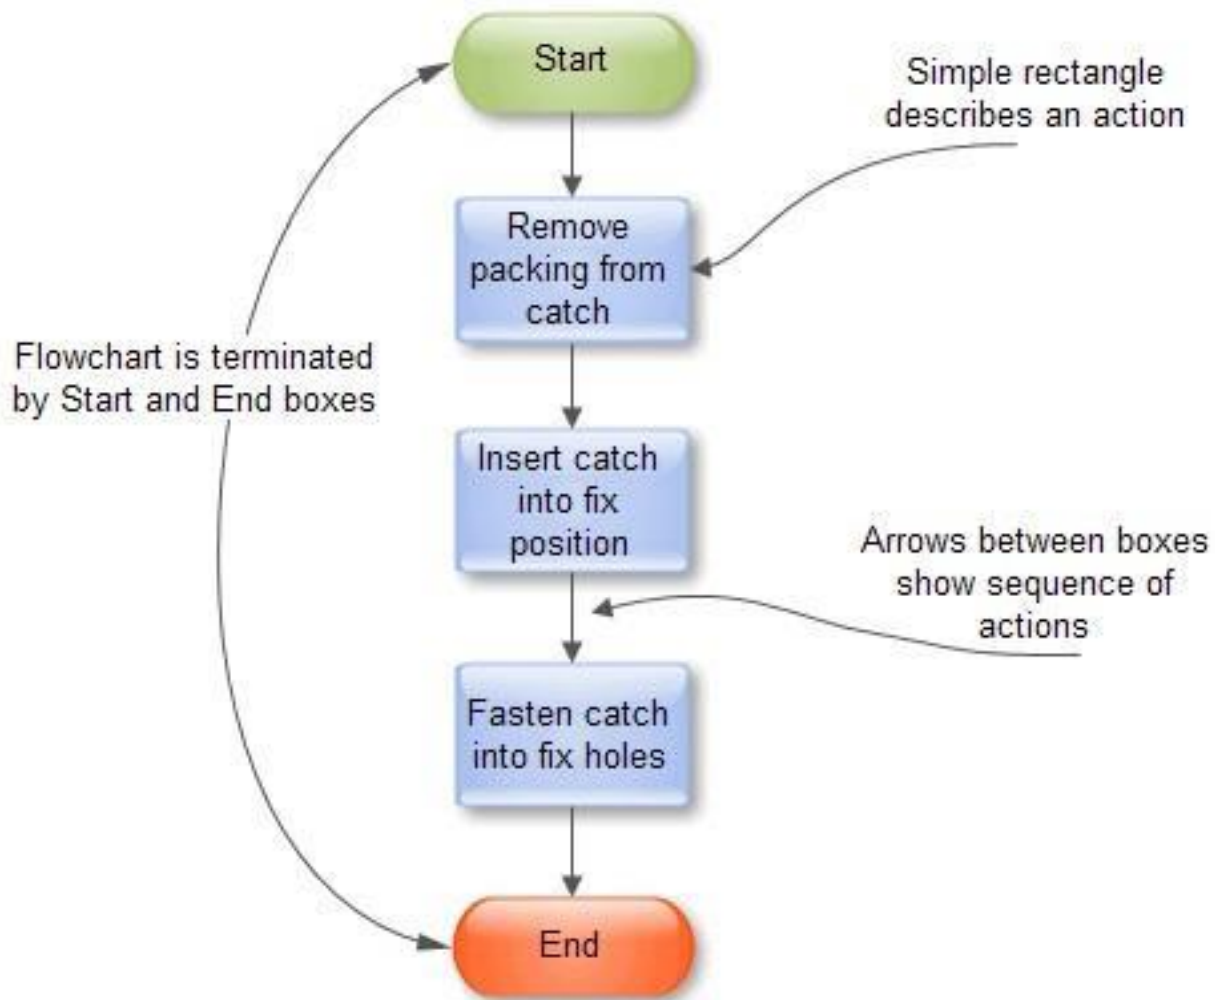 Start
Simple rectangle
describes an action
Remove
packing from
catch
Flowchart is terminated
by Start and End boxes
Insert catch
into fix
position
Arrows between boxes
show sequence of
actions
Fasten catch
into fix holes
End